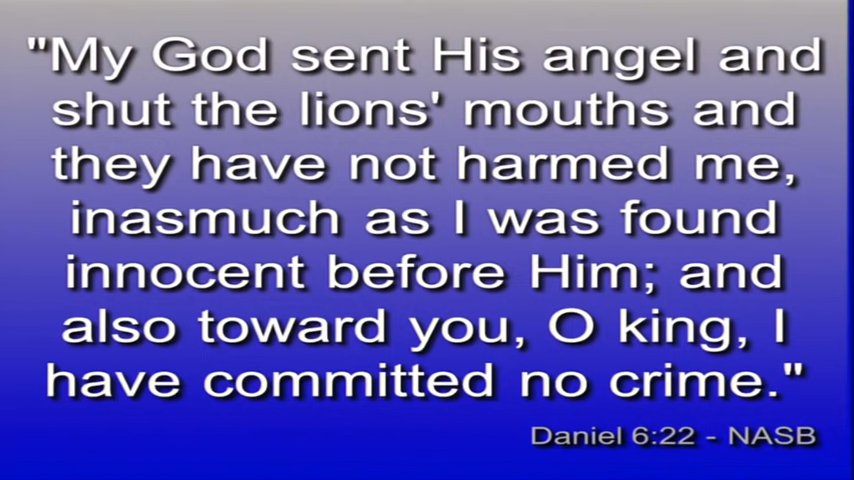 "My God sent His angel and
shut the lions' mouths and
they have not harmed me,
inasmuch as I was found
innocent before Him; and
also toward you, O king, I
have committed no crime."
Daniel 6:22 - NASB